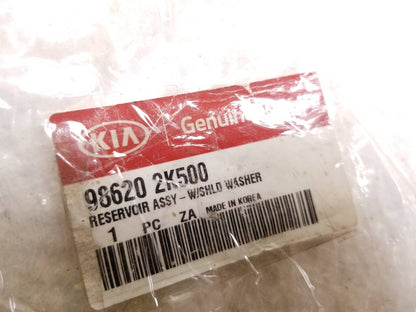 KIA Genuin
98620 2K500
RESERVOIR ASSY-W/SHLD WASHER
1 PC ZA MADE IN KOREA